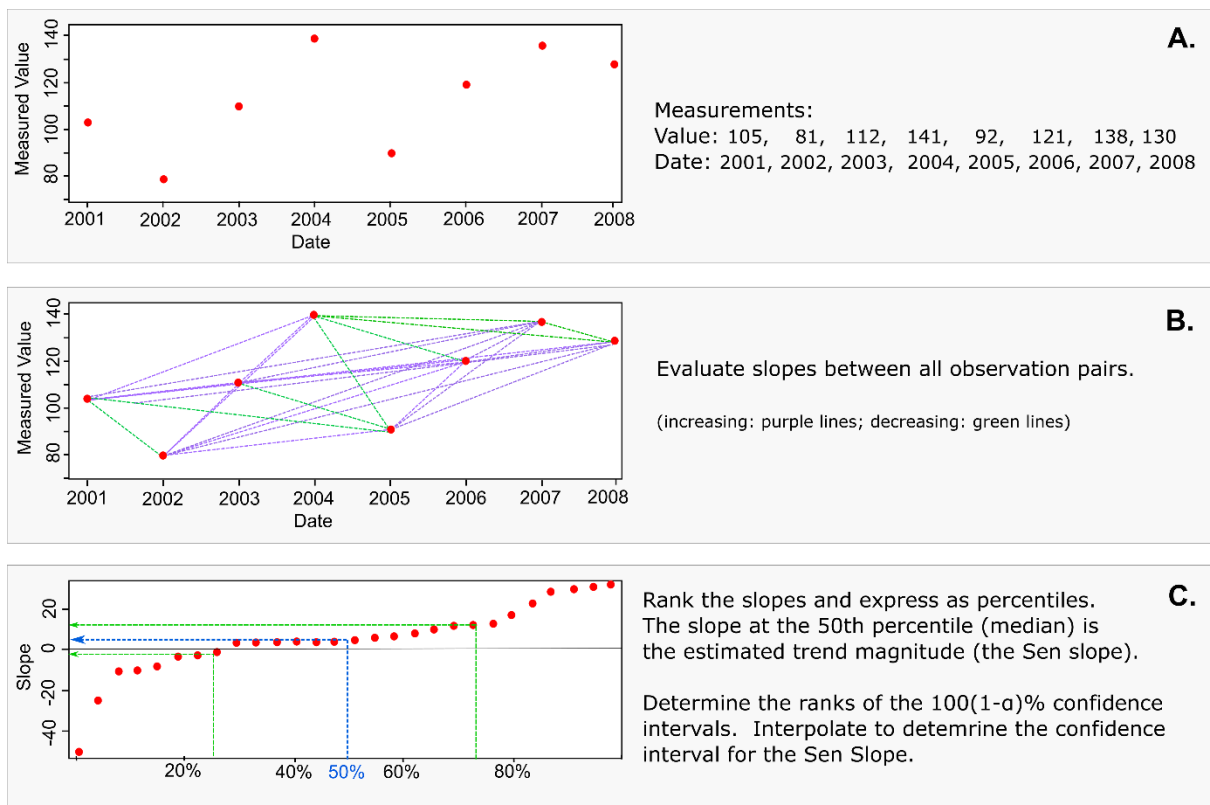 A.
Measured Value
140
120
100
80
2001 2002 2003 2004 2005 2006 2007 2008
Date
Measurements:
Value: 105, 81, 112, 141, 92, 121, 138, 130
Date: 2001, 2002, 2003, 2004, 2005, 2006, 2007, 2008
B.
Measured Value
140
120
100
80
2001 2002 2003 2004 2005 2006 2007 2008
Date
Evaluate slopes between all observation pairs.
(increasing: purple lines; decreasing: green lines)
C.
Slope
20
0
-20
-40
20% 40% 50% 60% 80%
Rank the slopes and express as percentiles.
The slope at the 50th percentile (median) is
the estimated trend magnitude (the Sen slope).
Determine the ranks of the 100(1-α)% confidence
intervals. Interpolate to detemrine the confidence
interval for the Sen Slope.